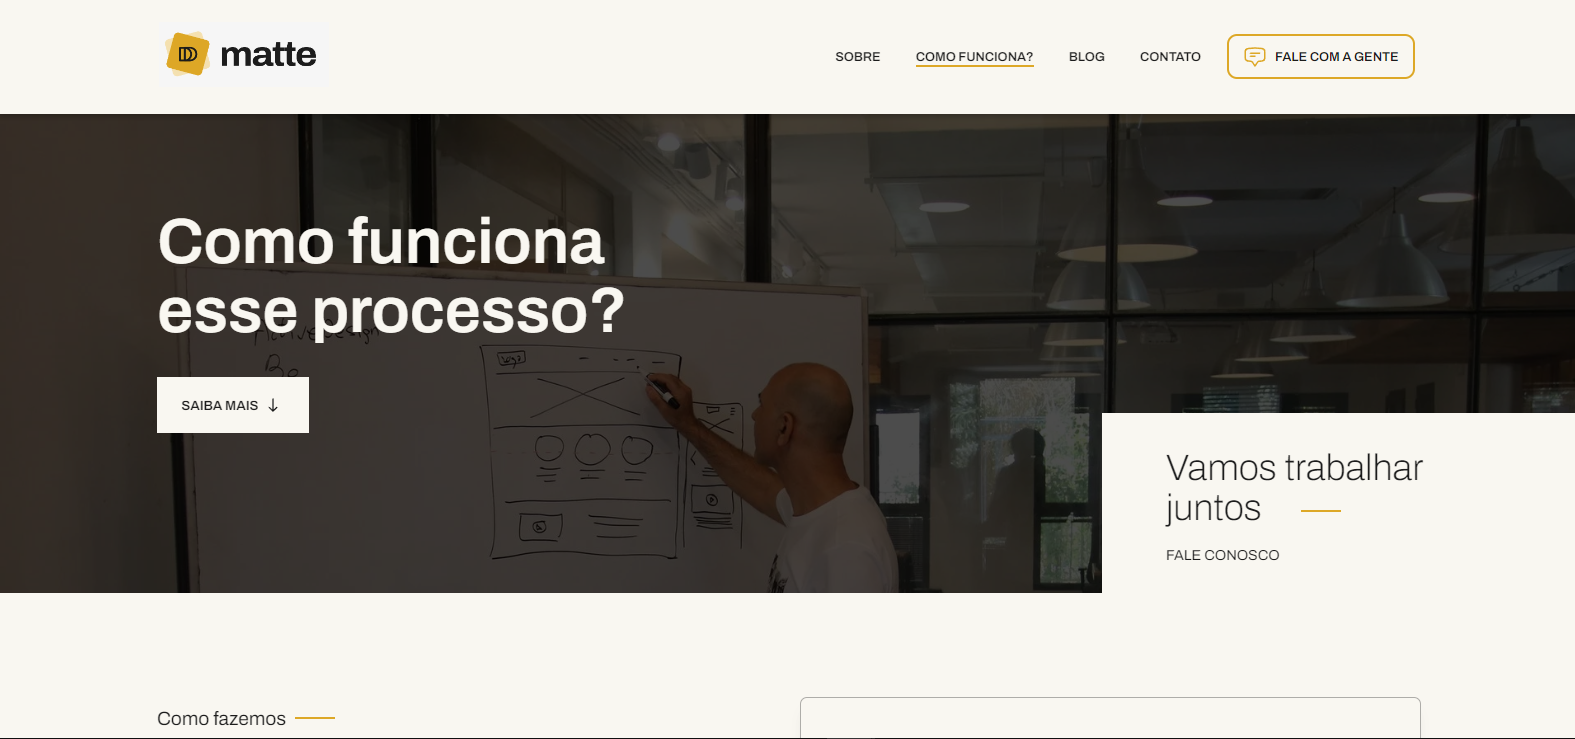 matte
SOBRE
COMO FUNCIONA?
BLOG
CONTATO
FALE COM A GENTE
Como funciona
esse processo?
SAIBA MAIS
Logo
Vamos trabalhar
juntos
FALE CONOSCO
Como fazemos